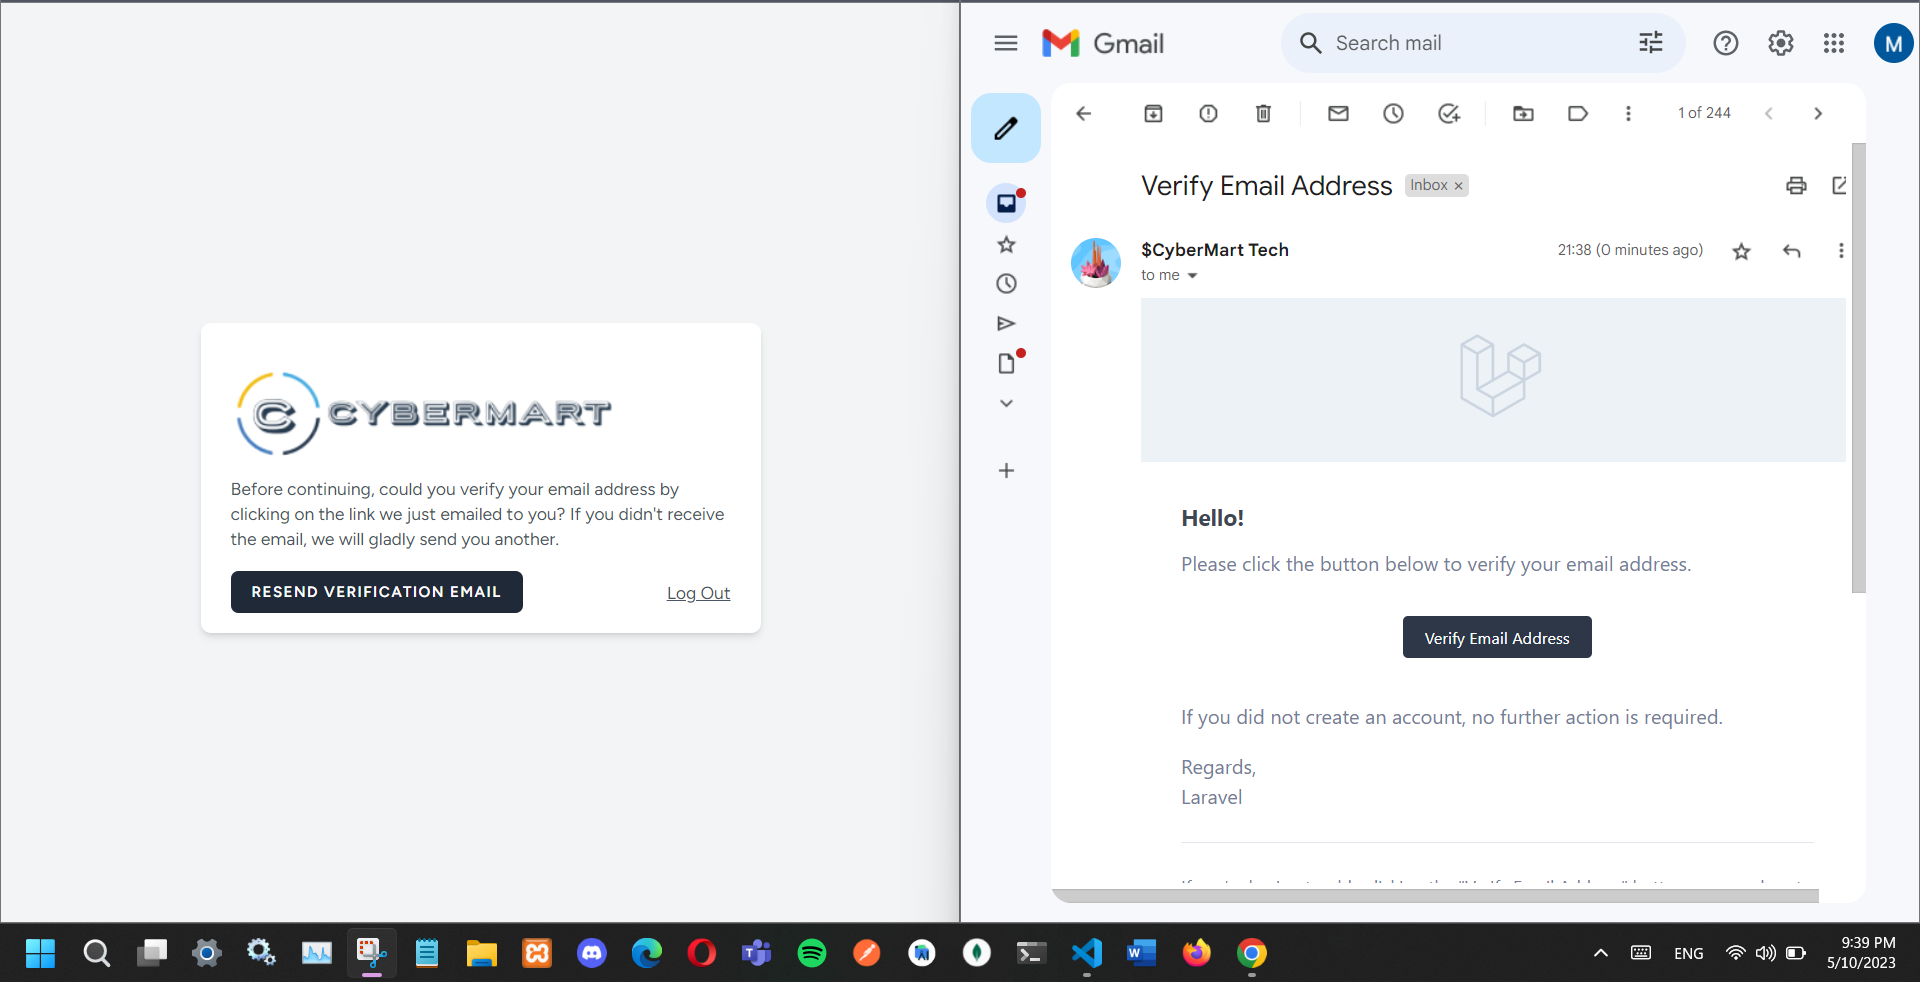 CYBERMART
Before continuing, could you verify your email address by
clicking on the link we just emailed to you? If you didn't receive
the email, we will gladly send you another.
RESEND VERIFICATION EMAIL
Log Out
Gmail
Search mail
M
1 of 244
Verify Email Address
Inbox ×
$CyberMart Tech
21:38 (0 minutes ago)
to me
Hello!
Please click the button below to verify your email address.
Verify Email Address
If you did not create an account, no further action is required.
Regards,
Laravel
ENG
9:39 PM
5/10/2023